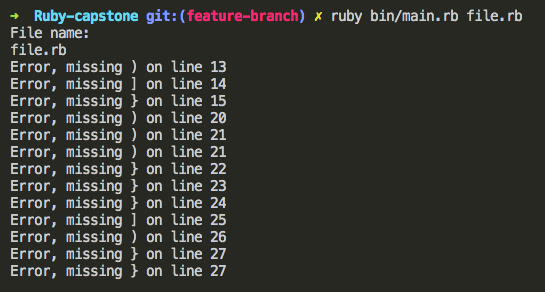 → Ruby-capstone git:(feature-branch) ✗ ruby bin/main.rb file.rb
File name:
file.rb
Error, missing ) on line 13
Error, missing ] on line 14
Error, missing } on line 15
Error, missing ) on line 20
Error, missing ) on line 21
Error, missing ) on line 21
Error, missing } on line 22
Error, missing } on line 23
Error, missing } on line 24
Error, missing ] on line 25
Error, missing ) on line 26
Error, missing } on line 27
Error, missing } on line 27